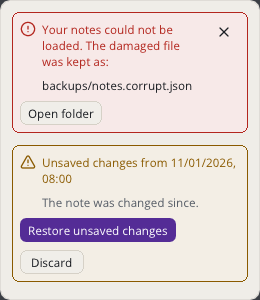 Your notes could not be
loaded. The damaged file
was kept as:
backups/notes.corrupt.json
Open folder
Unsaved changes from 11/01/2026,
08:00
The note was changed since.
Restore unsaved changes
Discard